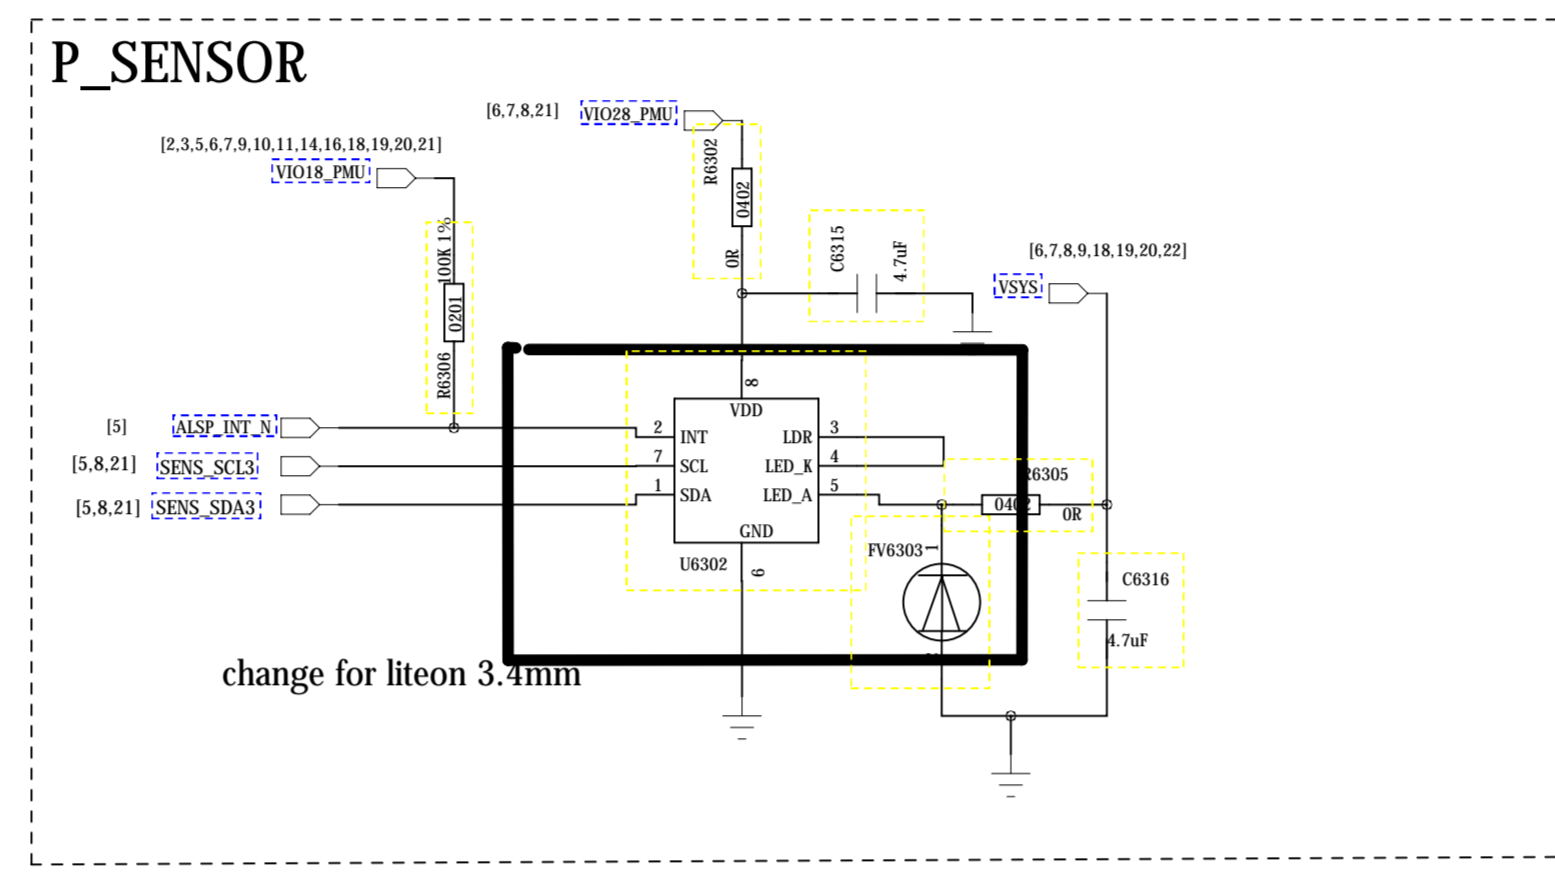 P_SENSOR
[6,7,8,21] VIO28_PMU
[2,3,5,6,7,9,10,11,14,16,18,19,20,21]
VIO18_PMU
R6302
0402
0R
C6315
4.7uF
[6,7,8,9,18,19,20,22]
VSYS
100K 1%
0201
R6306
8
VDD
[5] ALSP_INT_N
2 INT LDR 3
[5,8,21] SENS_SCL3
7 SCL LED_K 4
[5,8,21] SENS_SDA3
1 SDA LED_A 5
R6305
0402
0R
GND
U6302
6
FV6303
1
C6316
4.7uF
change for liteon 3.4mm